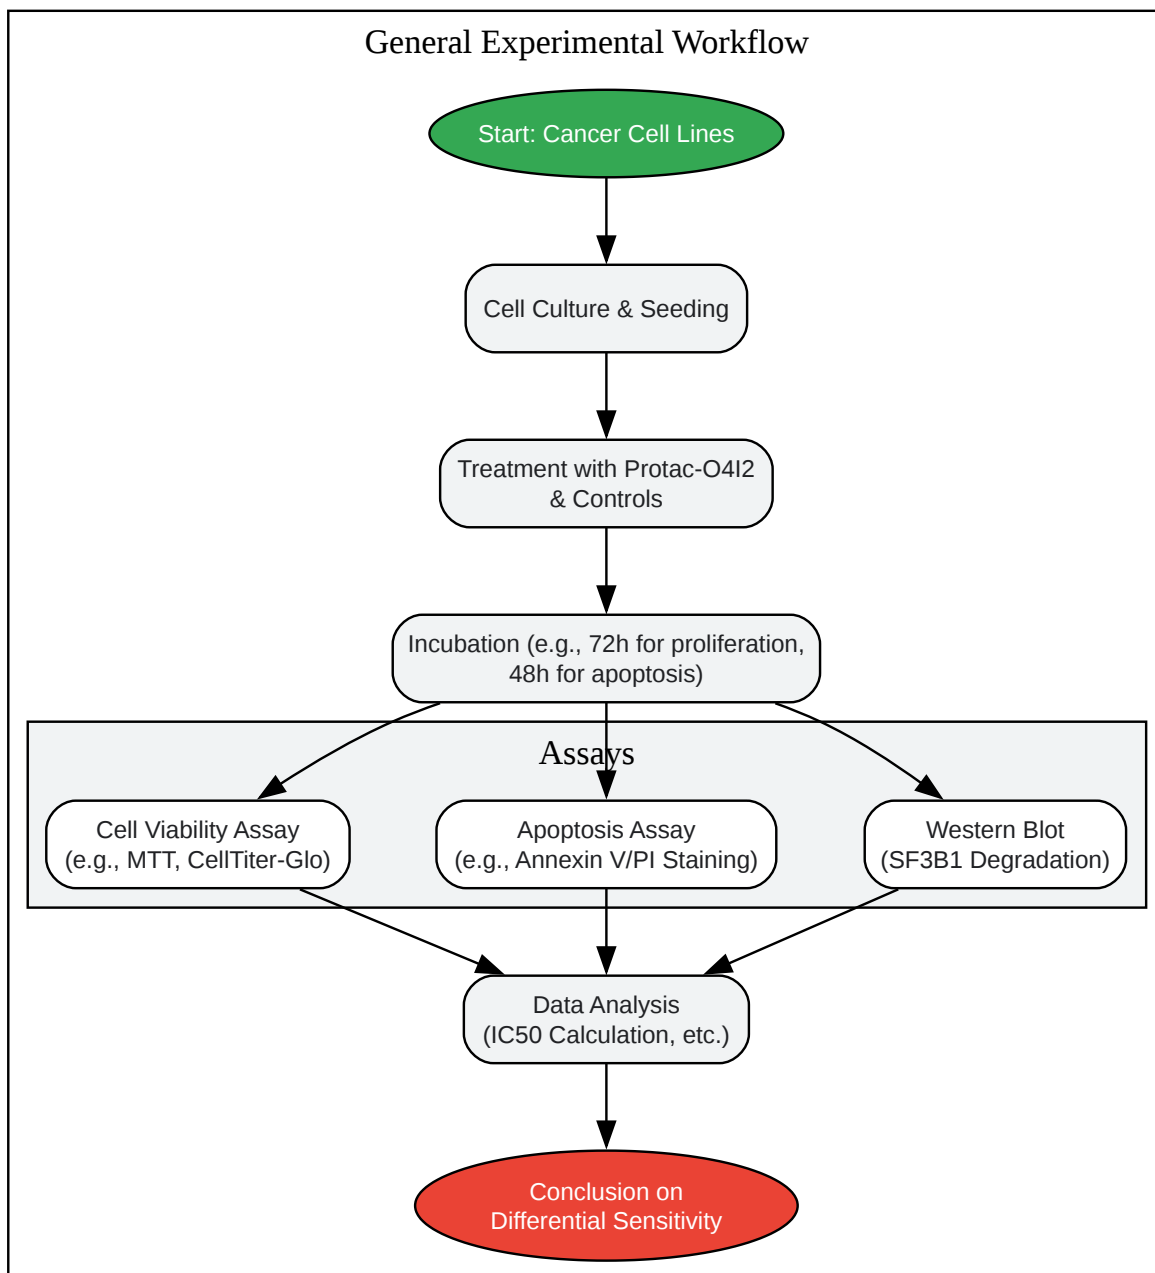 General Experimental Workflow
Start: Cancer Cell Lines
Cell Culture & Seeding
Treatment with Protac-O4I2
& Controls
Incubation (e.g., 72h for proliferation,
48h for apoptosis)
Assays
Cell Viability Assay
(e.g., MTT, CellTiter-Glo)
Apoptosis Assay
(e.g., Annexin V/PI Staining)
Western Blot
(SF3B1 Degradation)
Data Analysis
(IC50 Calculation, etc.)
Conclusion on
Differential Sensitivity